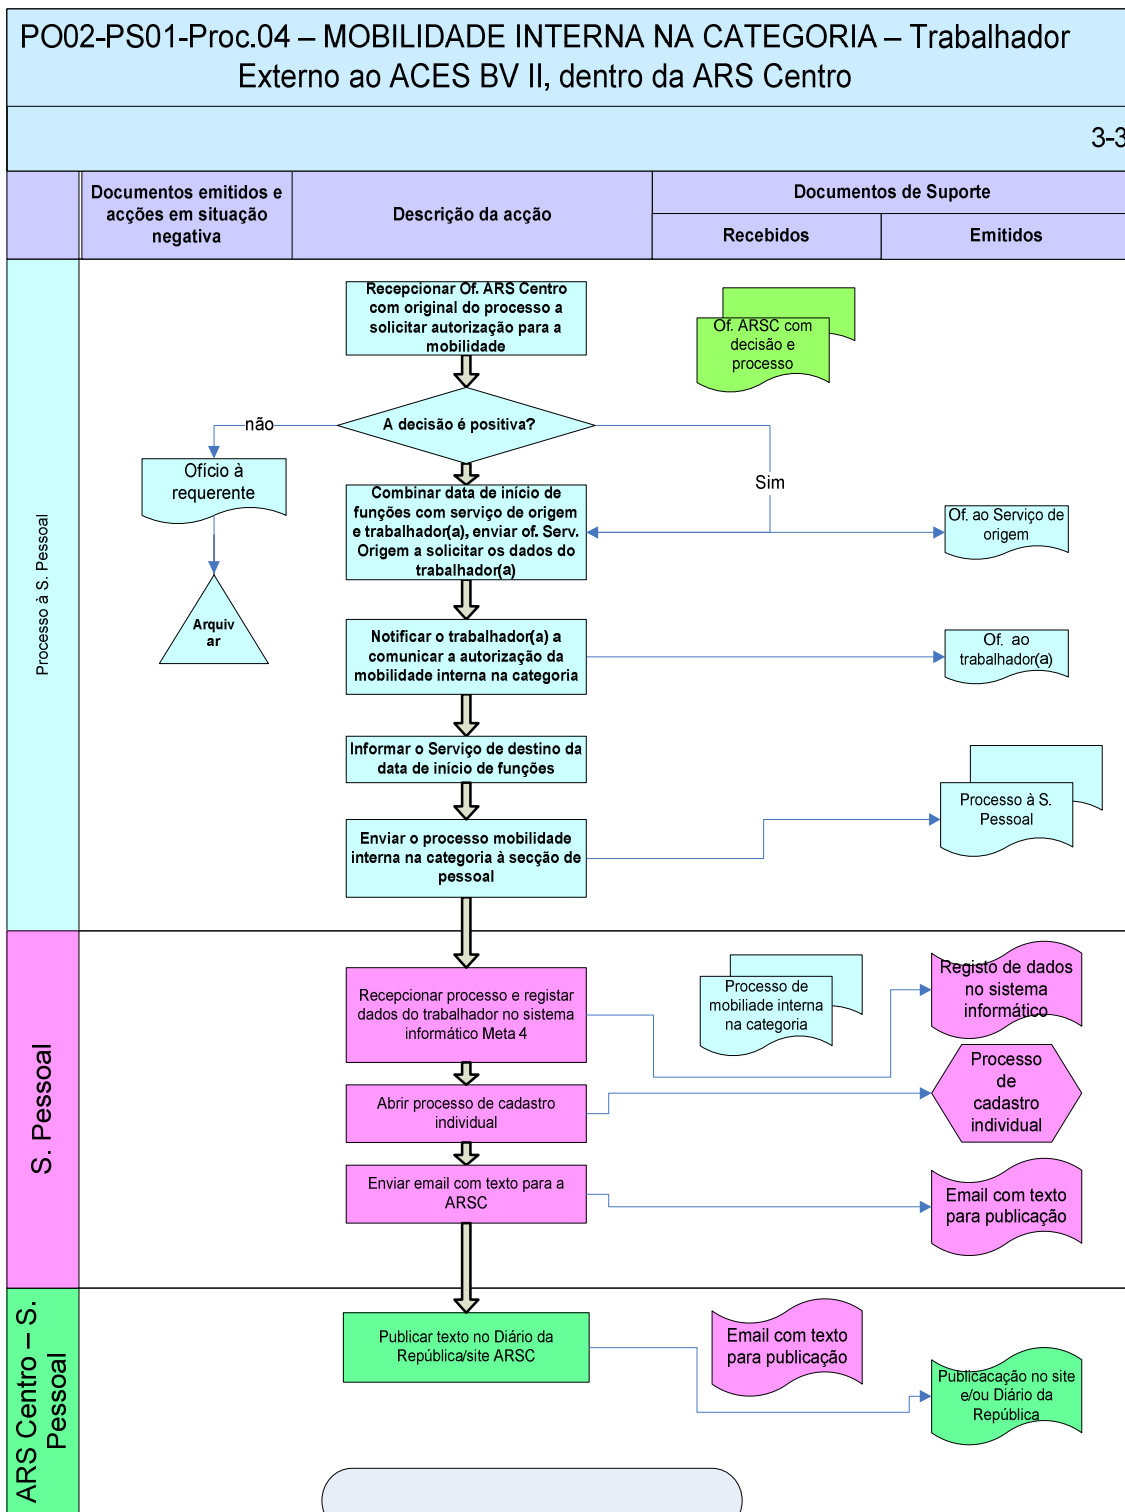 PO02-PS01-Proc.04 – MOBILIDADE INTERNA NA CATEGORIA – Trabalhador
Externo ao ACES BV II, dentro da ARS Centro
3-3
Documentos emitidos e
acções em situação
negativa
Descrição da acção
Documentos de Suporte
Recebidos
Emitidos
Processo à S. Pessoal
Recepcionar Of. ARS Centro
com original do processo a
solicitar autorização para a
mobilidade
Of. ARSC com
decisão e
processo
A decisão é positiva?
não
Sim
Ofício à
requerente
Arquiv
ar
Combinar data de início de
funções com serviço de origem
e trabalhador(a), enviar of. Serv.
Origem a solicitar os dados do
trabalhador(a)
Of. ao Serviço de
origem
Notificar o trabalhador(a) a
comunicar a autorização da
mobilidade interna na categoria
Of. ao
trabalhador(a)
Informar o Serviço de destino da
data de início de funções
Enviar o processo mobilidade
interna na categoria à secção de
pessoal
Processo à S.
Pessoal
S. Pessoal
Recepcionar processo e registar
dados do trabalhador no sistema
informático Meta 4
Processo de
mobiliade interna
na categoria
Registo de dados
no sistema
informático
Abrir processo de cadastro
individual
Processo
de
cadastro
individual
Enviar email com texto para a
ARSC
Email com texto
para publicação
ARS Centro – S.
Pessoal
Publicar texto no Diário da
República/site ARSC
Email com texto
para publicação
Publicacação no site
e/ou Diário da
República